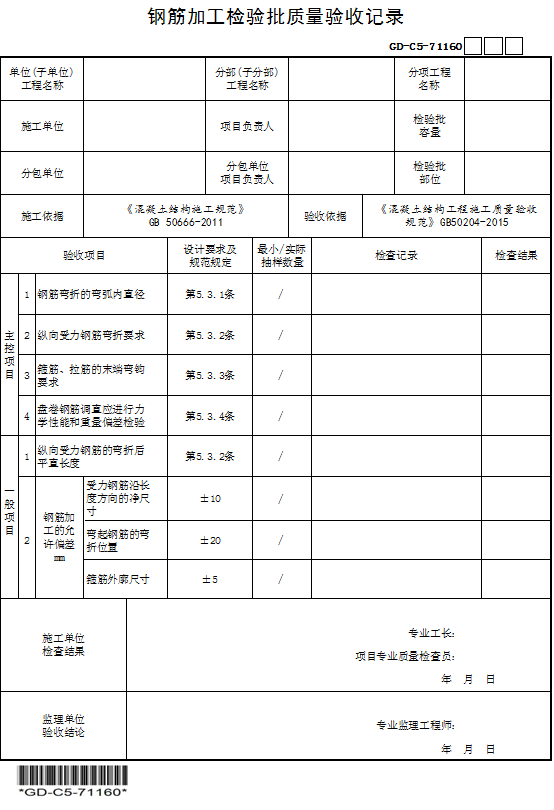 钢筋加工检验批质量验收记录
GD-C5-71160
单位(子单位)
工程名称
分部(子分部)
工程名称
分项工程
名称
施工单位
项目负责人
检验批
容量
分包单位
分包单位
项目负责人
检验批
部位
施工依据
《混凝土结构施工规范》
GB 50666-2011
验收依据
《混凝土结构工程施工质量验收
规范》GB50204-2015
验收项目
设计要求及
规范规定
最小/实际
抽样数量
检查记录
检查结果
主控项目
1
钢筋弯折的弯弧内直径
第5.3.1条
/
2
纵向受力钢筋弯折要求
第5.3.2条
/
3
箍筋、拉筋的末端弯钩
要求
第5.3.3条
/
4
盘卷钢筋调直应进行力
学性能和重量偏差检验
第5.3.4条
/
一般项目
1
纵向受力钢筋的弯折后
平直长度
第5.3.2条
/
2
钢筋加
工的允
许偏差
mm
受力钢筋沿长
度方向的净尺
寸
±10
/
弯起钢筋的弯
折位置
±20
/
箍筋外廓尺寸
±5
/
施工单位
检查结果
专业工长:
项目专业质量检查员:
年 月 日
监理单位
验收结论
专业监理工程师:
年 月 日
*GD-C5-71160*